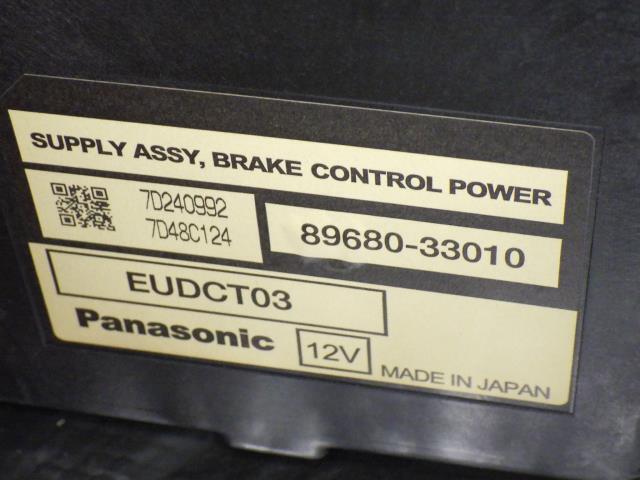 SUPPLY ASSY, BRAKE CONTROL POWER
7D240992
7D48C124
89680-33010
EUDCT03
Panasonic
12V
MADE IN JAPAN